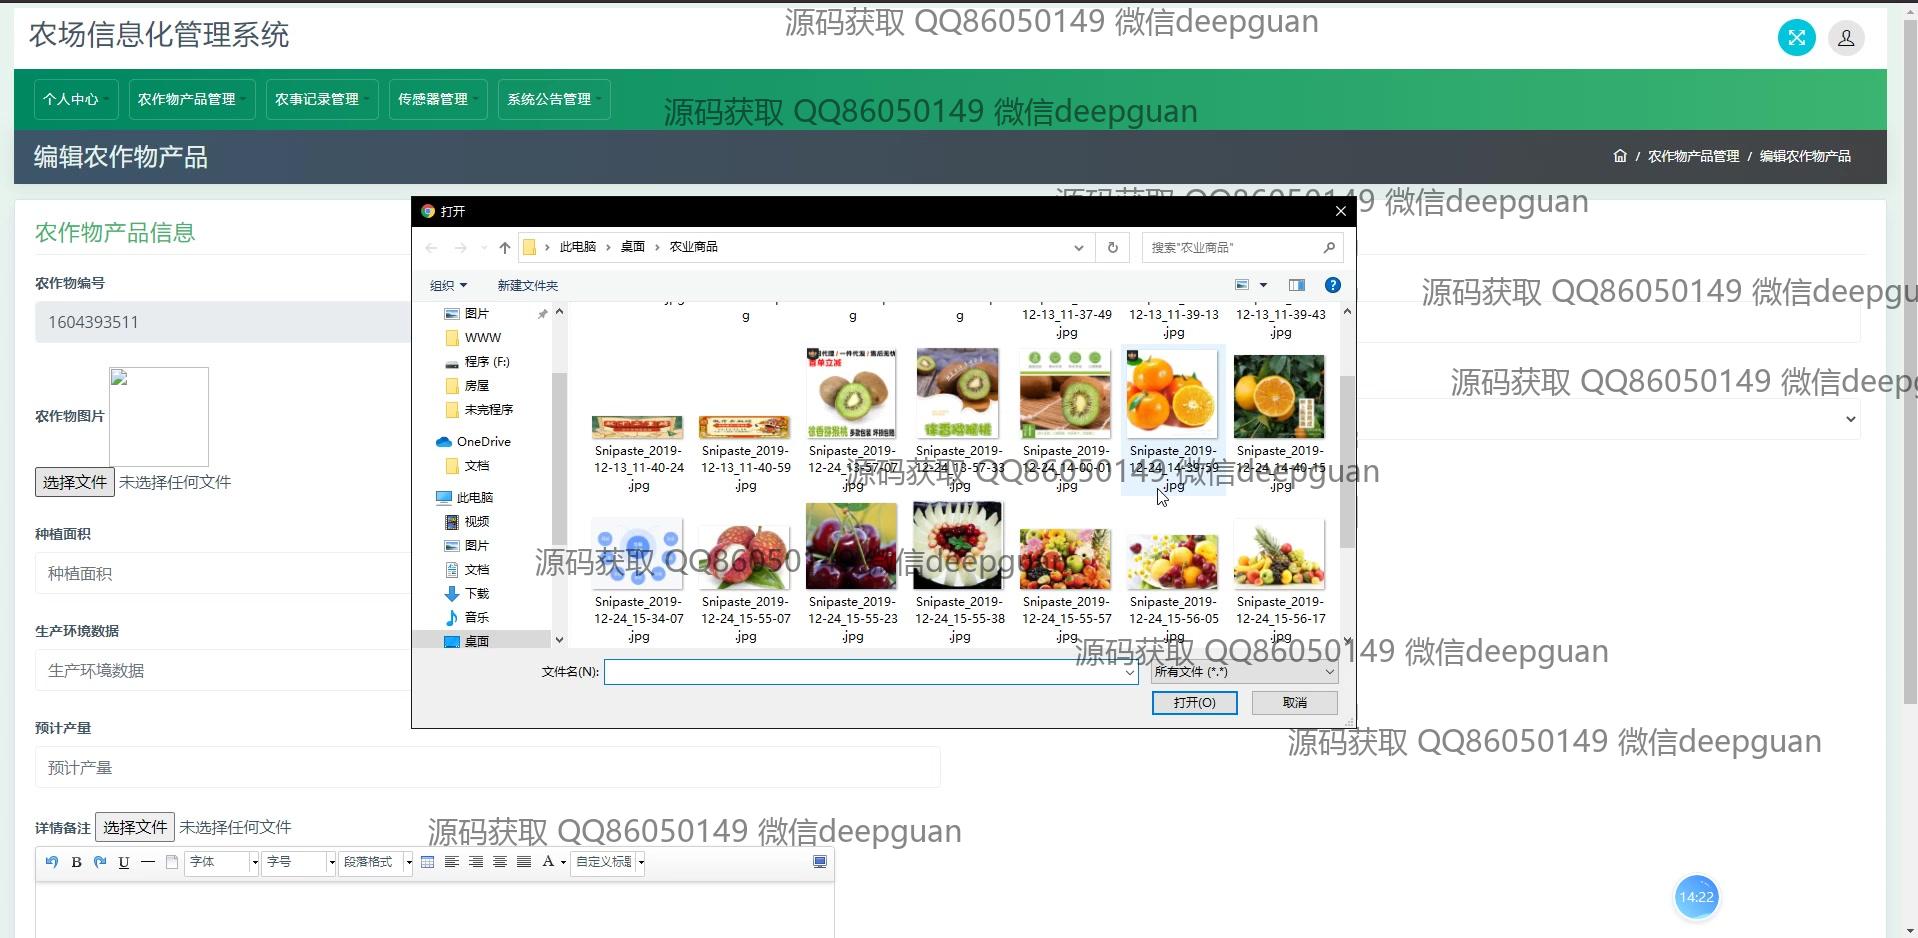 源码获取 QQ86050149 微信deepguan
农场信息化管理系统
个人中心
农作物产品管理
农事记录管理
传感器管理
系统公告管理
源码获取 QQ86050149 微信deepguan
编辑农作物产品
/ 农作物产品管理 / 编辑农作物产品
源码获取 QQ86050149 微信deepguan
农作物产品信息
打开
此电脑 › 桌面 › 农业商品
搜索"农业商品"
组织
新建文件夹
农作物编号
1604393511
源码获取 QQ86050149 微信deepgu
农作物图片
选择文件 未选择任何文件
源码获取 QQ86050149 微信deepg
图片
WWW
程序 (F:)
房屋
未完程序
OneDrive
文档
此电脑
视频
图片
文档
下载
音乐
桌面
g
g
g
12-13_11-37-49
.jpg
12-13_11-39-13
.jpg
12-13_11-39-43
.jpg
百单立减
徐香猕猴桃
徐香猕猴桃
Snipaste_2019-
12-13_11-40-24
.jpg
Snipaste_2019-
12-13_11-40-59
.jpg
Snipaste_2019-
12-24_13-57-07
.jpg
Snipaste_2019-
12-24_13-57-33
.jpg
Snipaste_2019-
12-24_14-00-01
.jpg
Snipaste_2019-
12-24_14-39-59
.jpg
Snipaste_2019-
12-24_14-40-15
.jpg
源码获取 QQ86050149 微信deepguan
源码获取 QQ86050149 微信deepguan
Snipaste_2019-
12-24_15-34-07
.jpg
Snipaste_2019-
12-24_15-55-07
.jpg
Snipaste_2019-
12-24_15-55-23
.jpg
Snipaste_2019-
12-24_15-55-38
.jpg
Snipaste_2019-
12-24_15-55-57
.jpg
Snipaste_2019-
12-24_15-56-05
.jpg
Snipaste_2019-
12-24_15-56-17
.jpg
源码获取 QQ86050149 微信deepguan
文件名(N):
所有文件 (*.*)
打开(O)
取消
种植面积
种植面积
生产环境数据
生产环境数据
预计产量
预计产量
源码获取 QQ86050149 微信deepguan
详情备注 选择文件 未选择任何文件
源码获取 QQ86050149 微信deepguan
B
U
字体
字号
段落格式
A
自定义标题
14:22